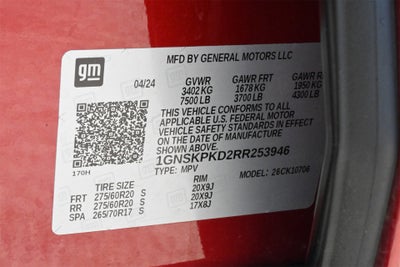 gm
MFD BY GENERAL MOTORS LLC
04/24 GVWR GAWR FRT GAWR R
3402 KG 1678 KG 1950 KG
7500 LB 3700 LB 4300 LB
THIS VEHICLE CONFORMS TO ALL
APPLICABLE U.S. FEDERAL MOTOR
VEHICLE SAFETY STANDARDS IN EFFECT
ON THE DATE OF MANUFACTURE
SHOWN ABOVE.
1GNSKPKD2RR253946
170H TYPE: MPV MODEL: 26CK10706
TIRE SIZE RIM
FRT 275/60R20 S 20X9J
RR 275/60R20 S 20X9J
SPA 265/70R17 S 17X8J